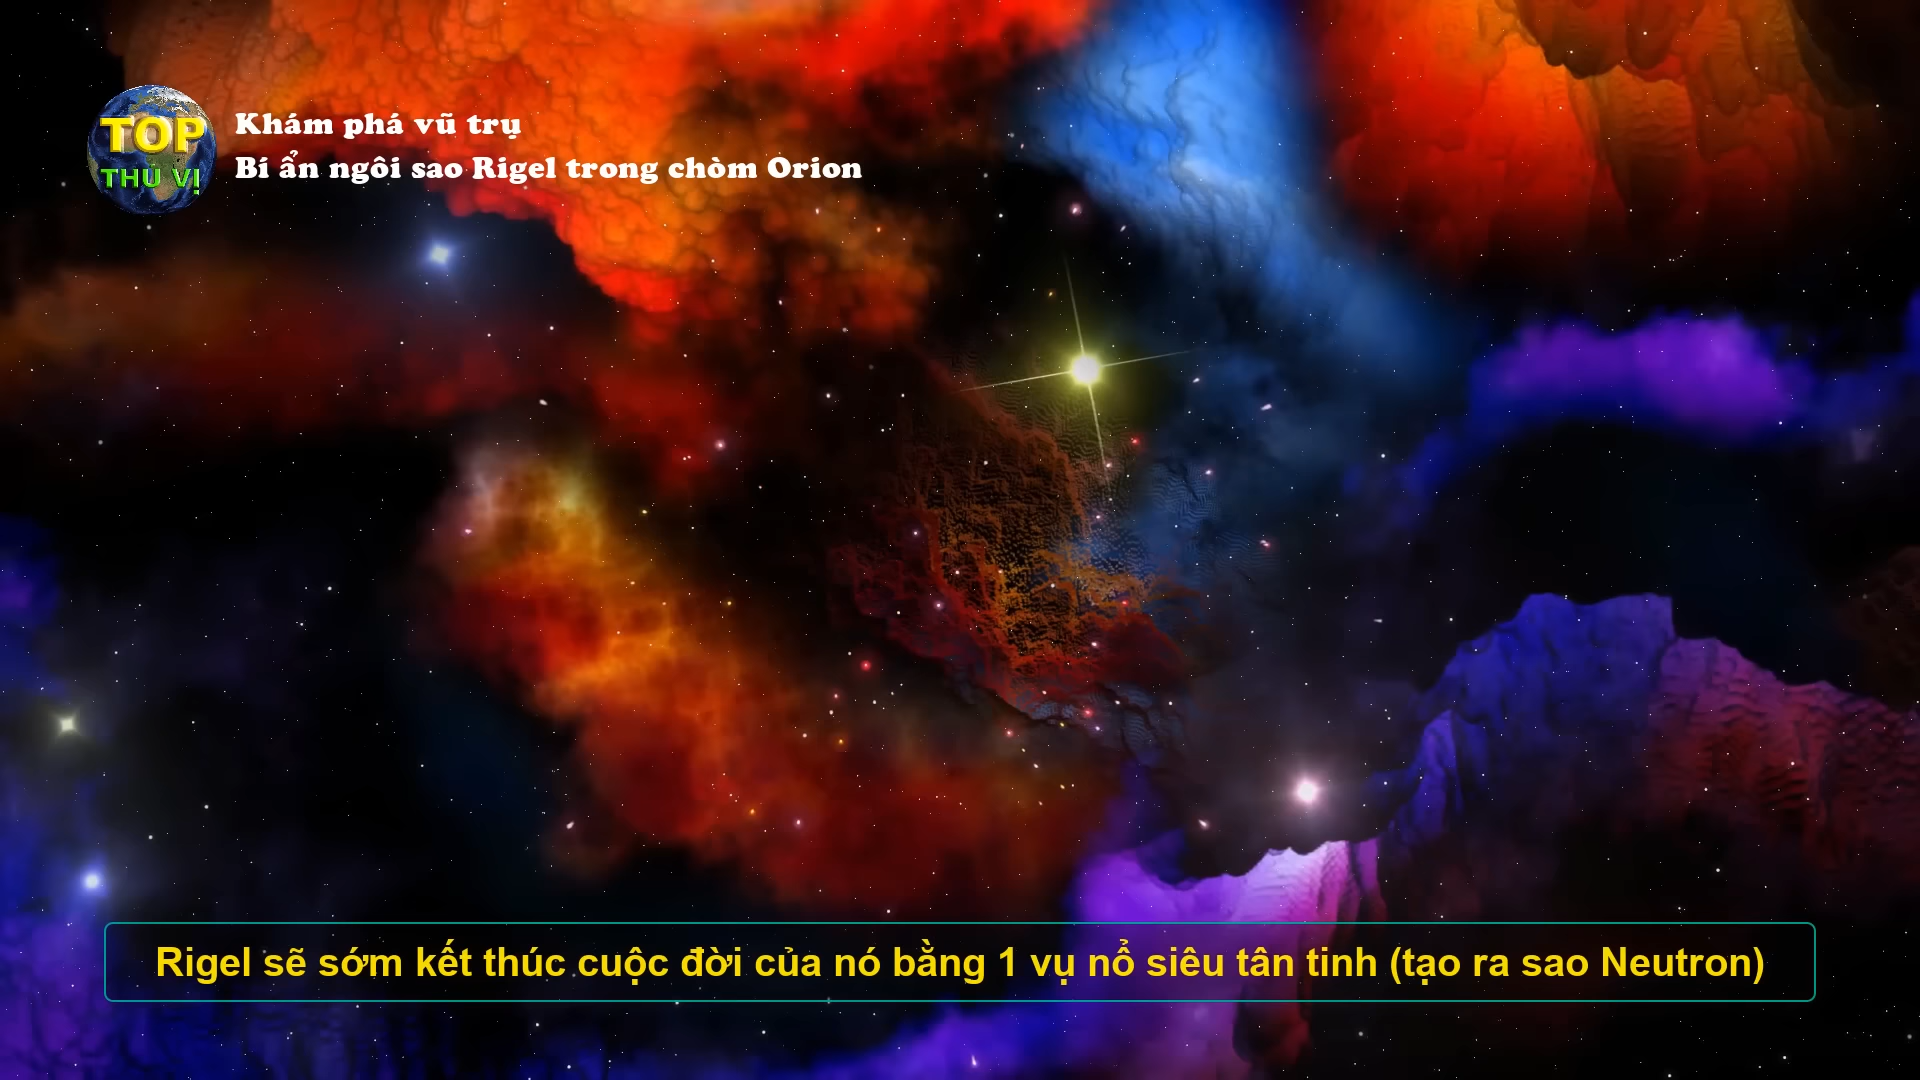 TOP
THÚ VỊ
Khám phá vũ trụ
Bí ẩn ngôi sao Rigel trong chòm Orion
Rigel sẽ sớm kết thúc cuộc đời của nó bằng 1 vụ nổ siêu tân tinh (tạo ra sao Neutron)